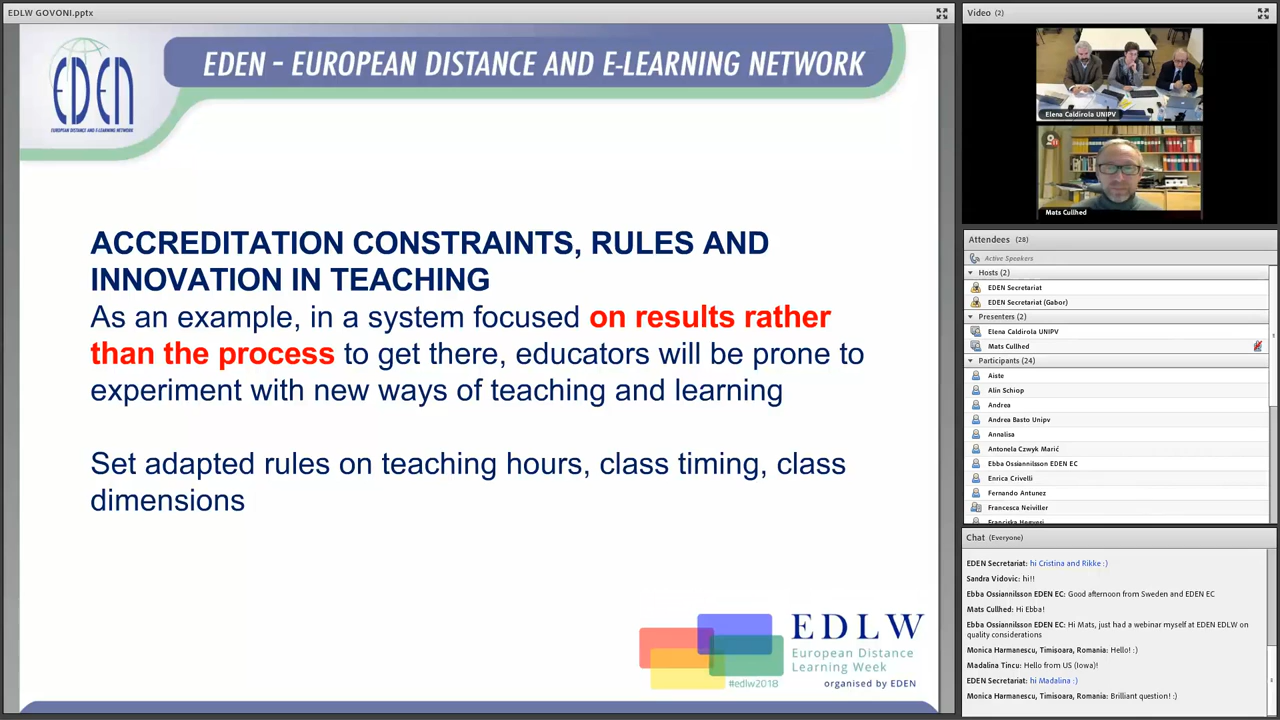 EDLW GOVONI.pptx
EDEN
EUROPEAN DISTANCE AND E-LEARNING NETWORK
EDEN - EUROPEAN DISTANCE AND E-LEARNING NETWORK
ACCREDITATION CONSTRAINTS, RULES AND
INNOVATION IN TEACHING
As an example, in a system focused on results rather
than the process to get there, educators will be prone to
experiment with new ways of teaching and learning
Set adapted rules on teaching hours, class timing, class
dimensions
EDLW
European Distance
Learning Week
#edlw2018
organised by EDEN
Video (2)
Elena Caldirola UNIPV
Mats Cullhed
Attendees (28)
Active Speakers
Hosts (2)
EDEN Secretariat
EDEN Secretariat (Gabor)
Presenters (2)
Elena Caldirola UNIPV
Mats Cullhed
Participants (24)
Aiste
Alin Schiop
Andrea
Andrea Basto Unipv
Annalisa
Antonela Czwyk Marić
Ebba Ossiannilsson EDEN EC
Enrica Crivelli
Fernando Antunez
Francesca Neiviller
Chat (Everyone)
EDEN Secretariat: hi Cristina and Rikke :)
Sandra Vidovic: hi!!
Ebba Ossiannilsson EDEN EC: Good afternoon from Sweden and EDEN EC
Mats Cullhed: Hi Ebba!
Ebba Ossiannilsson EDEN EC: Hi Mats, just had a webinar myself at EDEN EDLW on
quality considerations
Monica Harmanescu, Timisoara, Romania: Hello! :)
Madalina Tincu: Hello from US (Iowa)!
EDEN Secretariat: hi Madalina :)
Monica Harmanescu, Timisoara, Romania: Brilliant question! :)